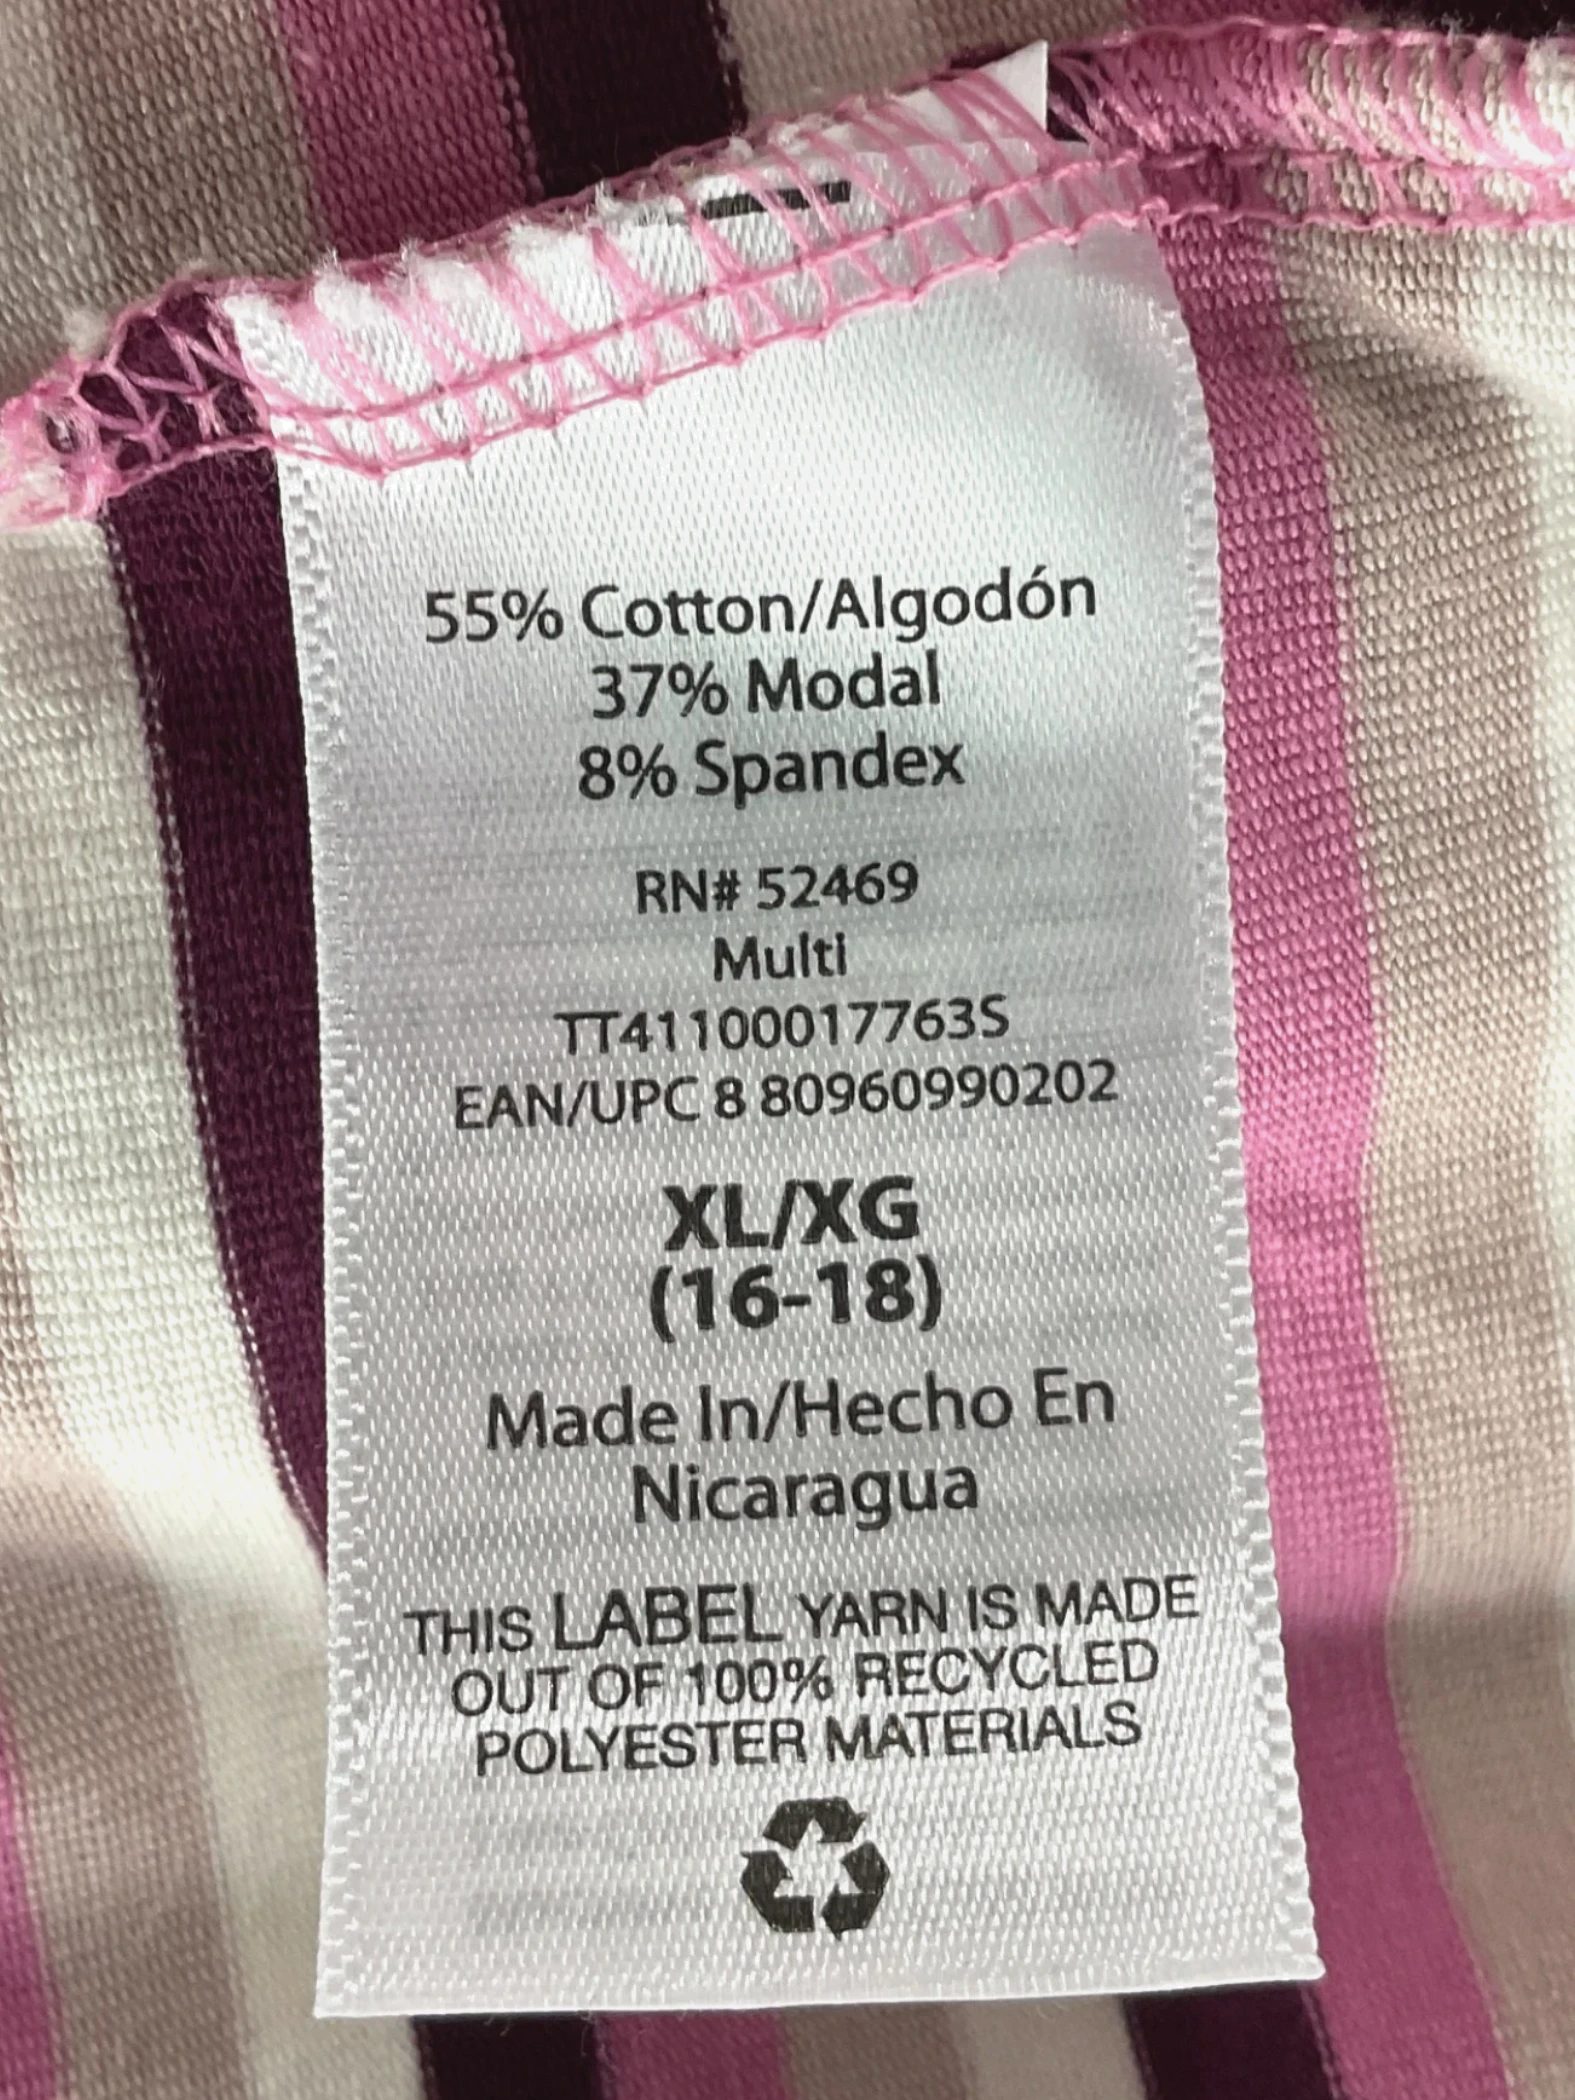 55% Cotton/Algodón
37% Modal
8% Spandex
RN# 52469
Multi
TT41100017763S
EAN/UPC 8 80960990202
XL/XG
(16-18)
Made In/Hecho En
Nicaragua
THIS LABEL YARN IS MADE
OUT OF 100% RECYCLED
POLYESTER MATERIALS